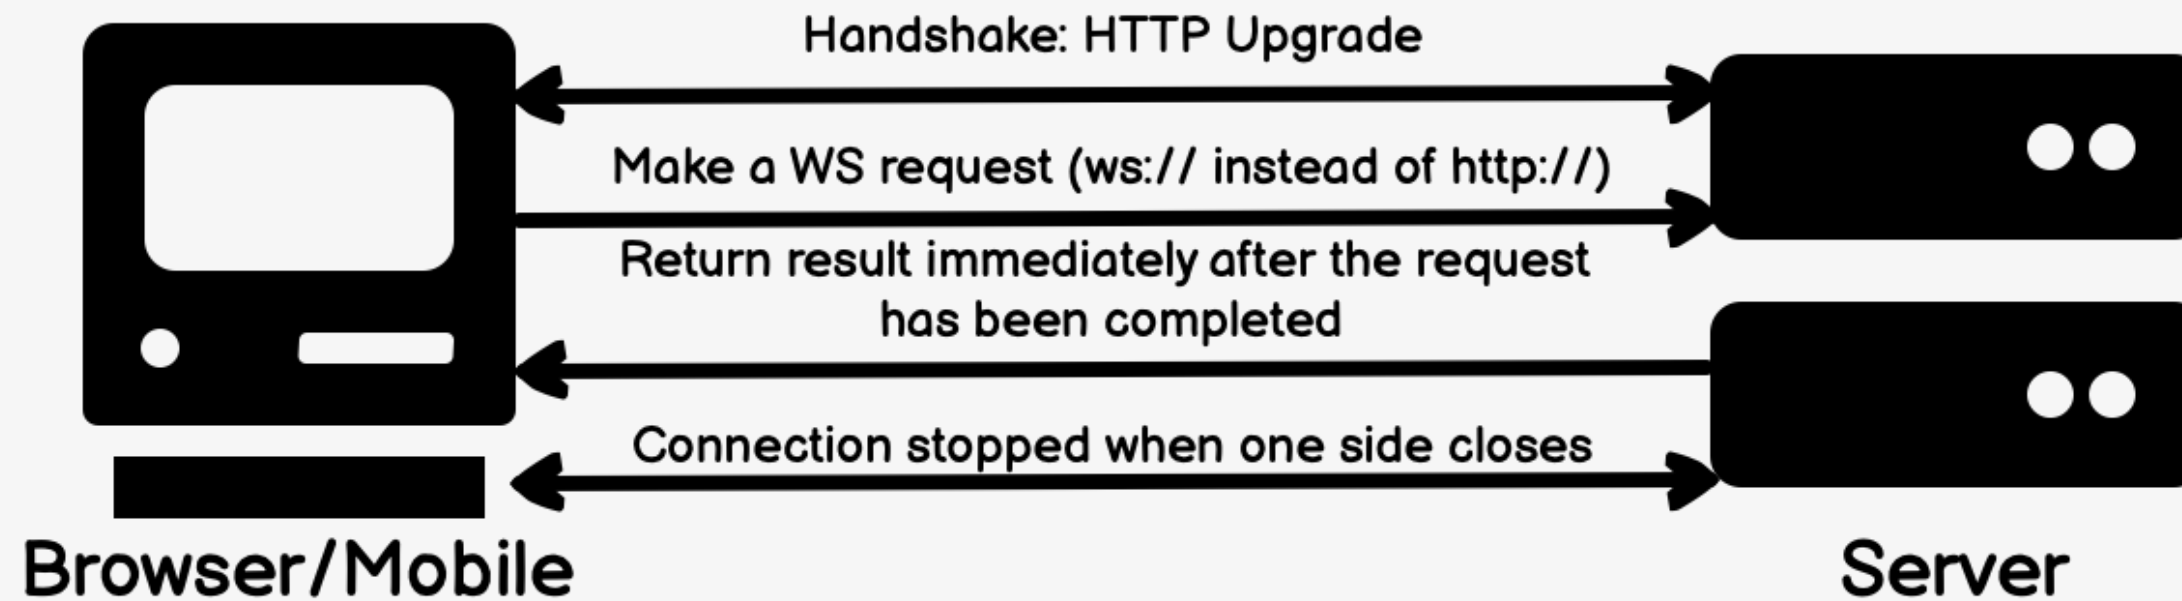 Handshake: HTTP Upgrade
Make a WS request (ws:// instead of http://)
Return result immediately after the request
has been completed
Connection stopped when one side closes
Browser/Mobile
Server